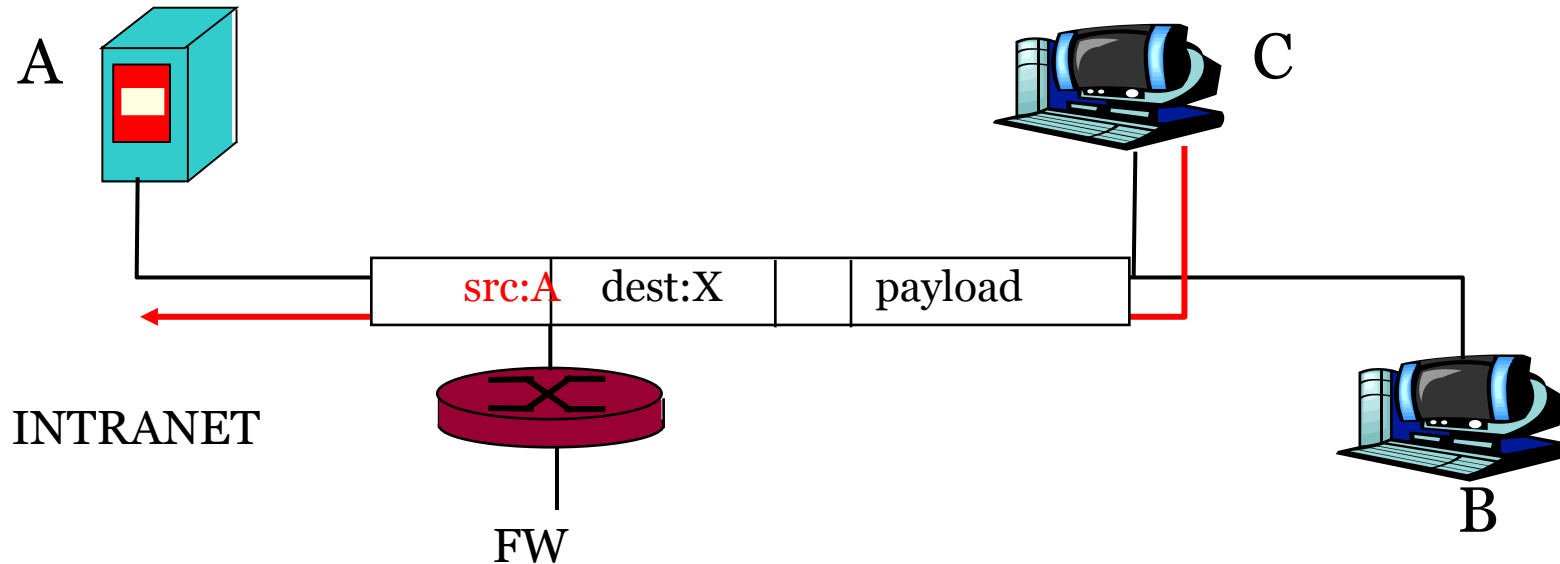 A
C
src:A dest:X payload
INTRANET
B
FW